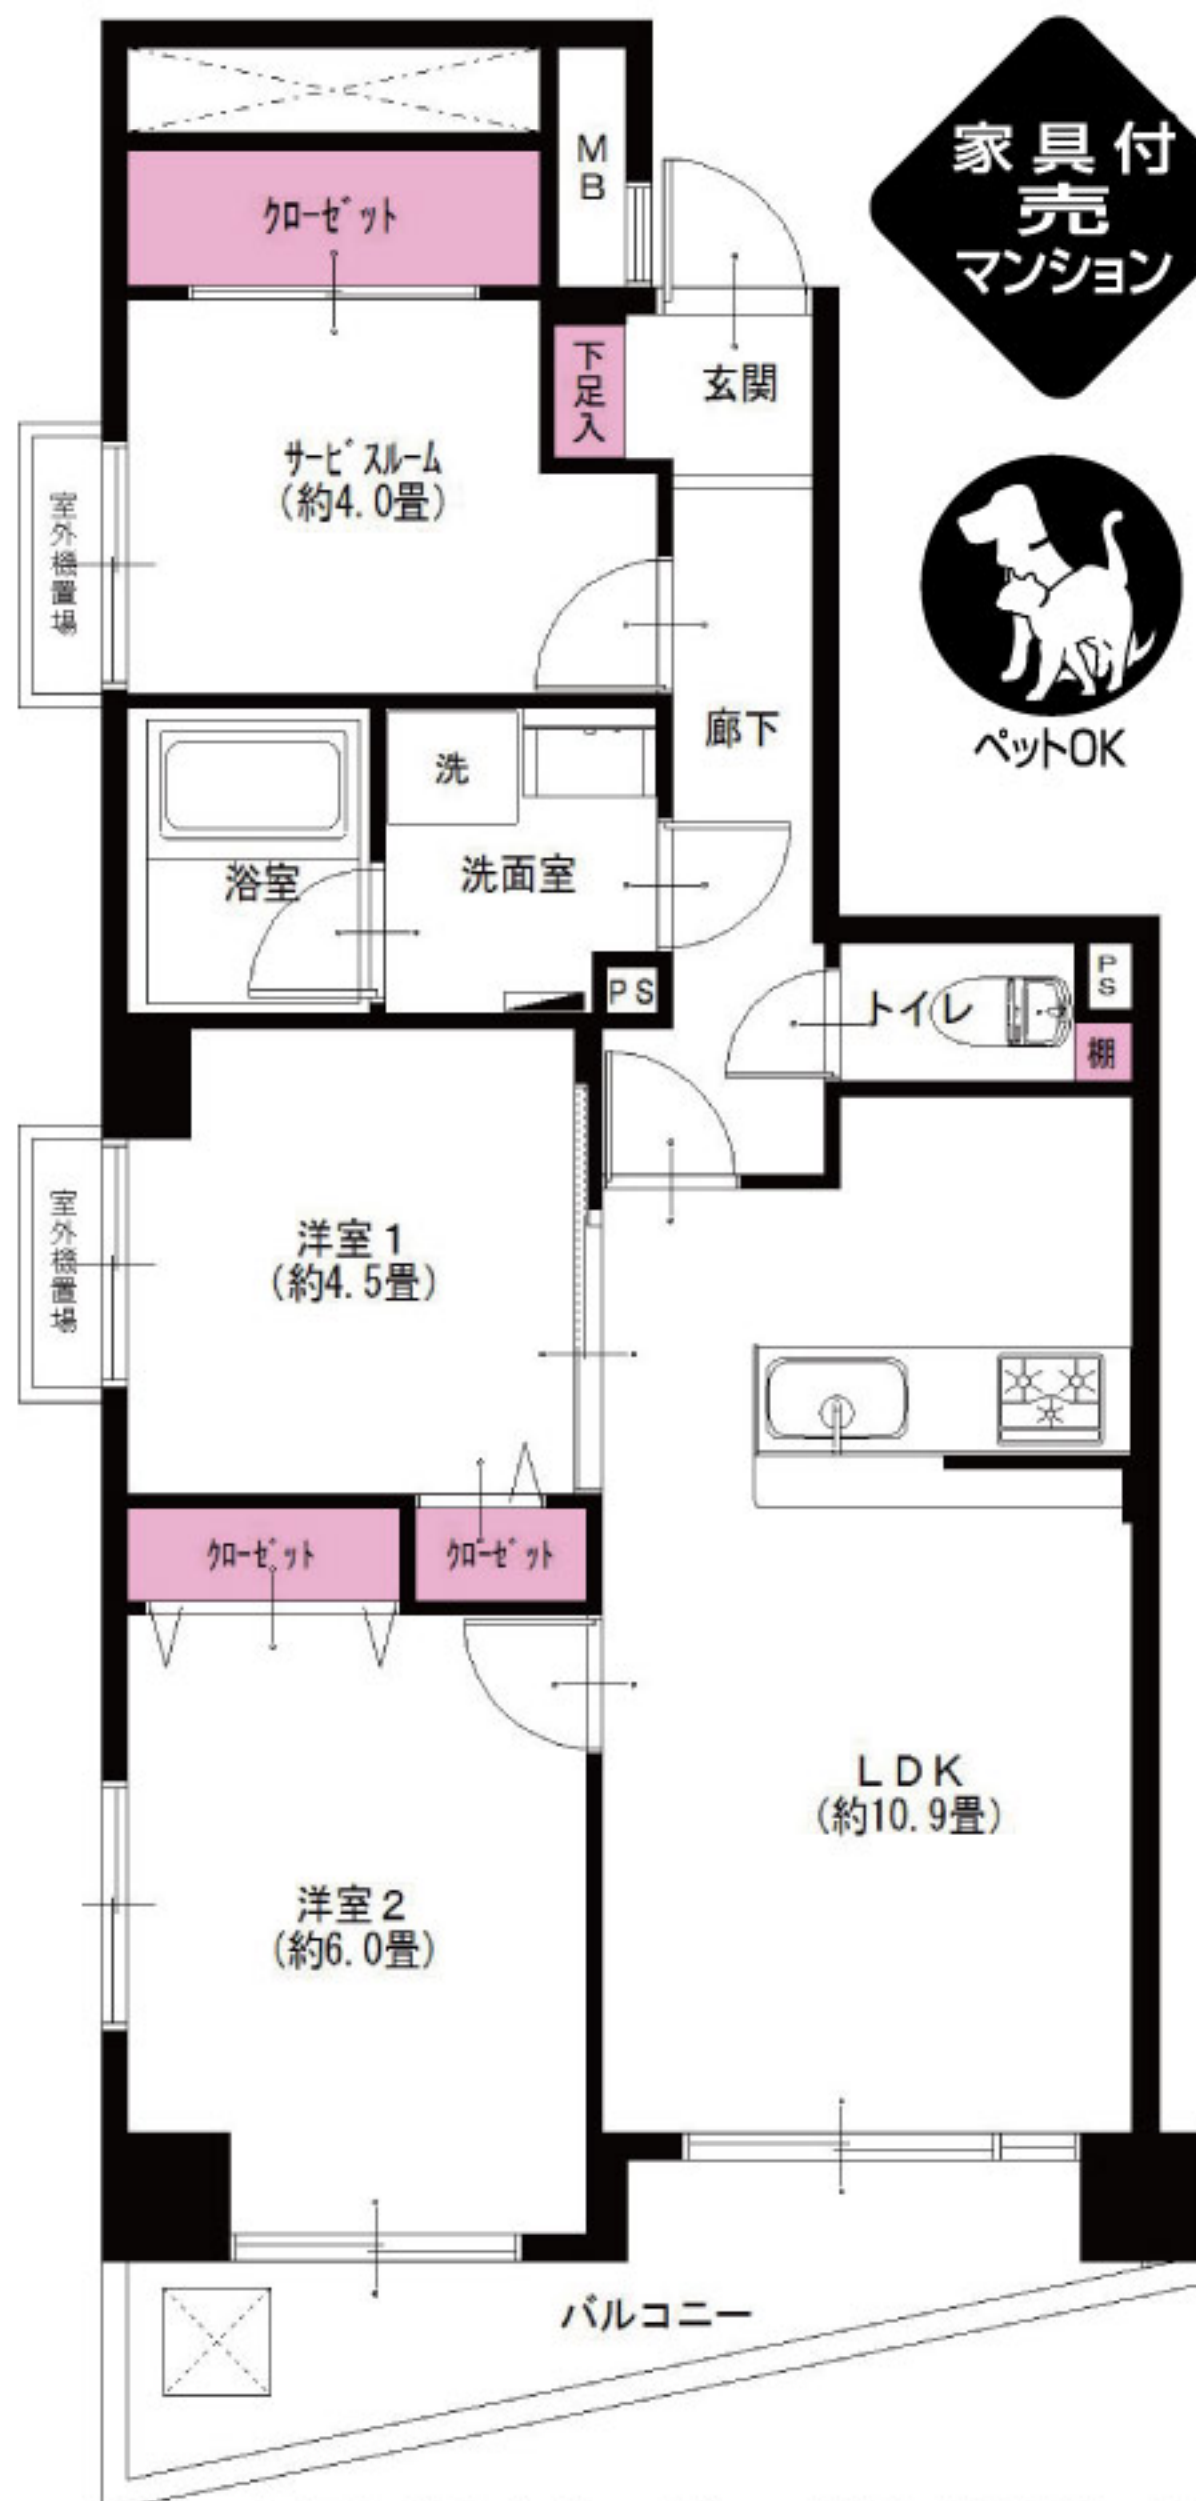 家具付
売
マンション
MB
クローゼット
下足入
玄関
サービスルーム
(約4.0畳)
室外機置場
ペットOK
廊下
洗
浴室
洗面室
PS
トイレ
PS
棚
洋室1
(約4.5畳)
室外機置場
クローゼット
クローゼット
LDK
(約10.9畳)
洋室2
(約6.0畳)
バルコニー